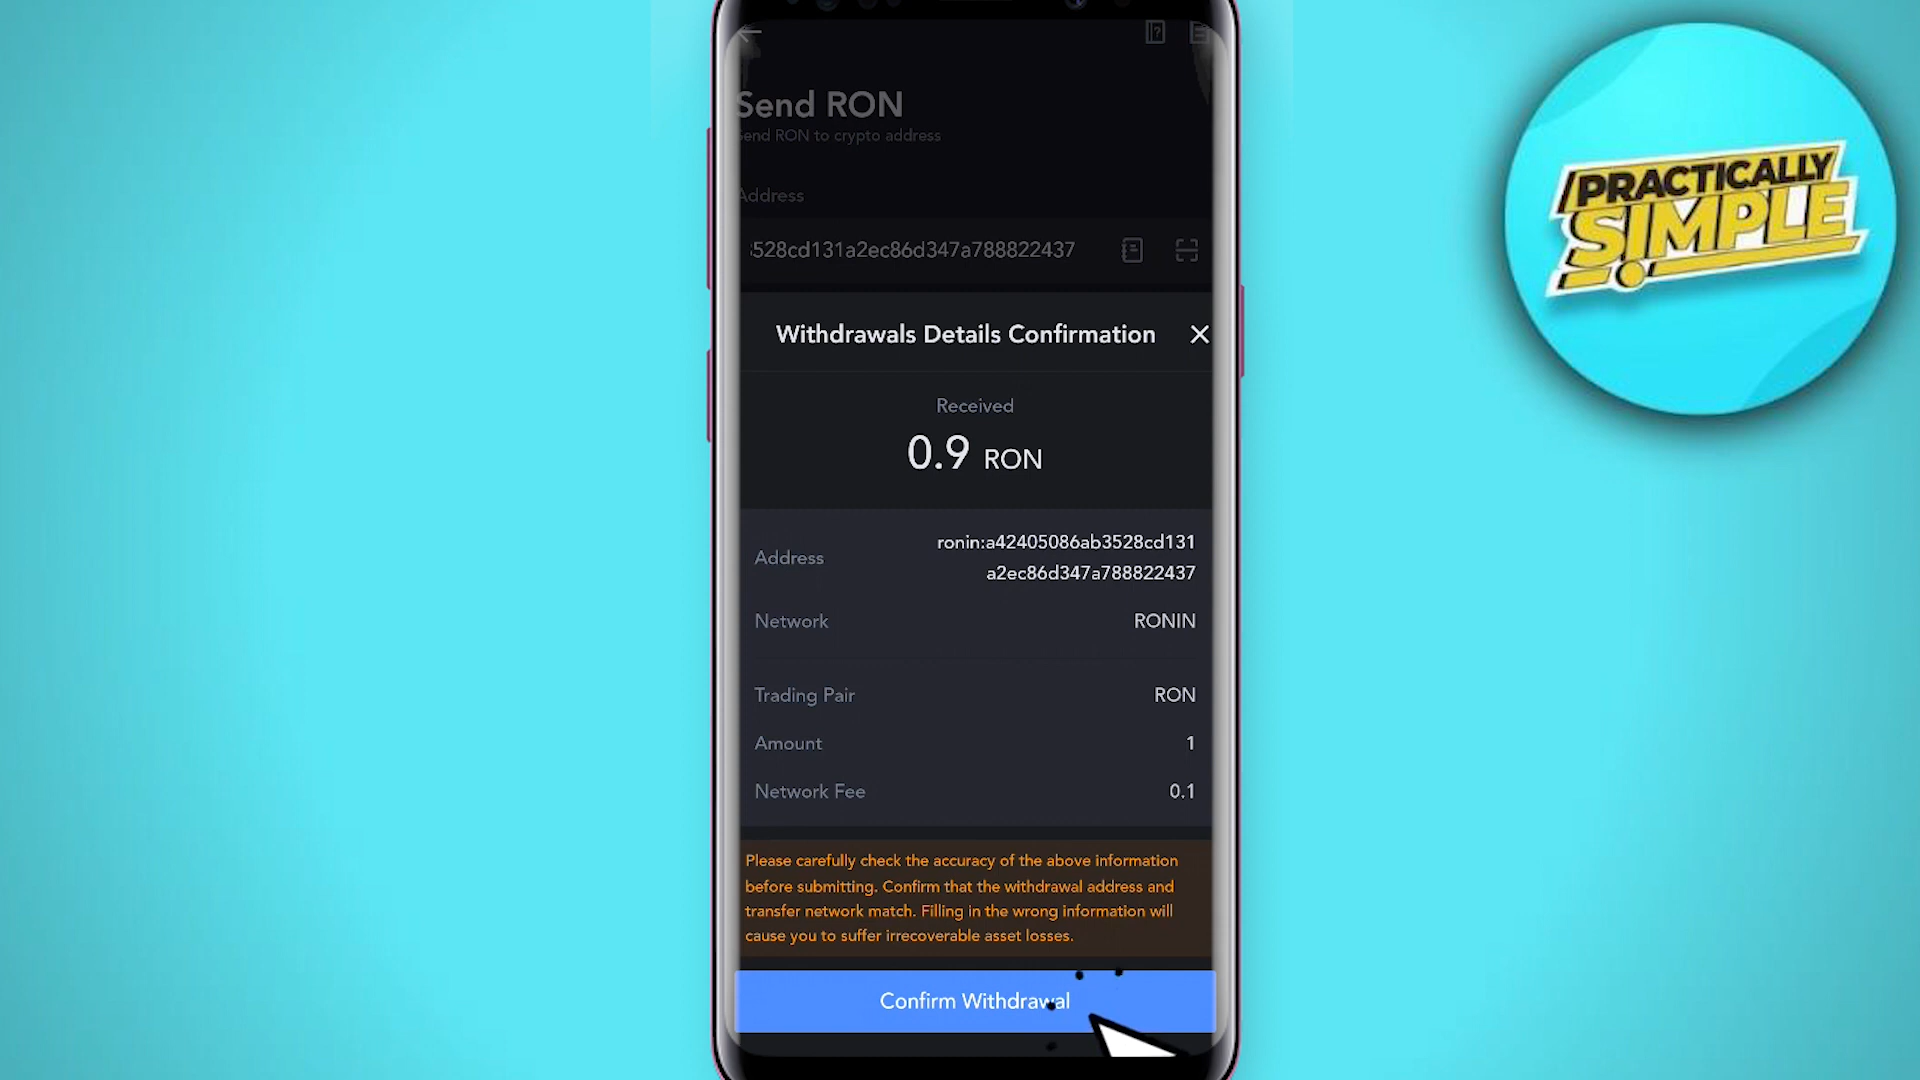 Send RON
Send RON to crypto address
Address
3528cd131a2ec86d347a788822437
Withdrawals Details Confirmation
Received
0.9 RON
Address
ronin:a42405086ab3528cd131
a2ec86d347a788822437
Network RONIN
Trading Pair RON
Amount 1
Network Fee 0.1
Please carefully check the accuracy of the above information
before submitting. Confirm that the withdrawal address and
transfer network match. Filling in the wrong information will
cause you to suffer irrecoverable asset losses.
Confirm Withdrawal
PRACTICALLY
SIMPLE